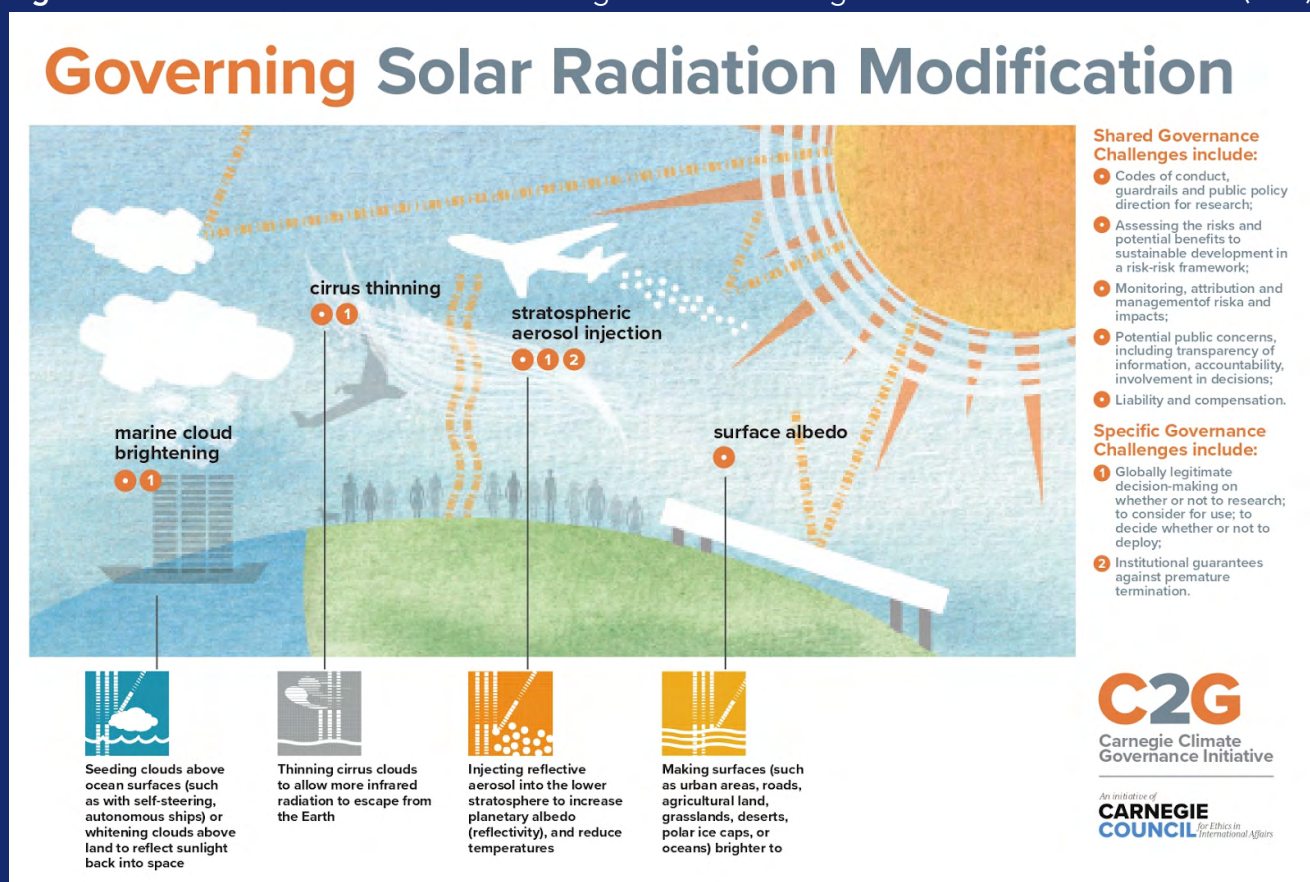 Governing Solar Radiation Modification
cirrus thinning
1
stratospheric
aerosol injection
1 2
marine cloud
brightening
1
surface albedo
Shared Governance
Challenges include:
Codes of conduct,
guardrails and public policy
direction for research;
Assessing the risks and
potential benefits to
sustainable development in
a risk-risk framework;
Monitoring, attribution and
managementof riska and
impacts;
Potential public concerns,
including transparency of
information, accountability,
involvement in decisions;
Liability and compensation.
Specific Governance
Challenges include:
1 Globally legitimate
decision-making on
whether or not to research;
to consider for use; to
decide whether or not to
deploy;
2 Institutional guarantees
against premature
termination.
Seeding clouds above
ocean surfaces (such
as with self-steering,
autonomous ships) or
whitening clouds above
land to reflect sunlight
back into space
Thinning cirrus clouds
to allow more infrared
radiation to escape from
the Earth
Injecting reflective
aerosol into the lower
stratosphere to increase
planetary albedo
(reflectivity), and reduce
temperatures
Making surfaces (such
as urban areas, roads,
agricultural land,
grasslands, deserts,
polar ice caps, or
oceans) brighter to
C2G
Carnegie Climate
Governance Initiative
An initiative of
CARNEGIE
COUNCIL for Ethics in
International Affairs